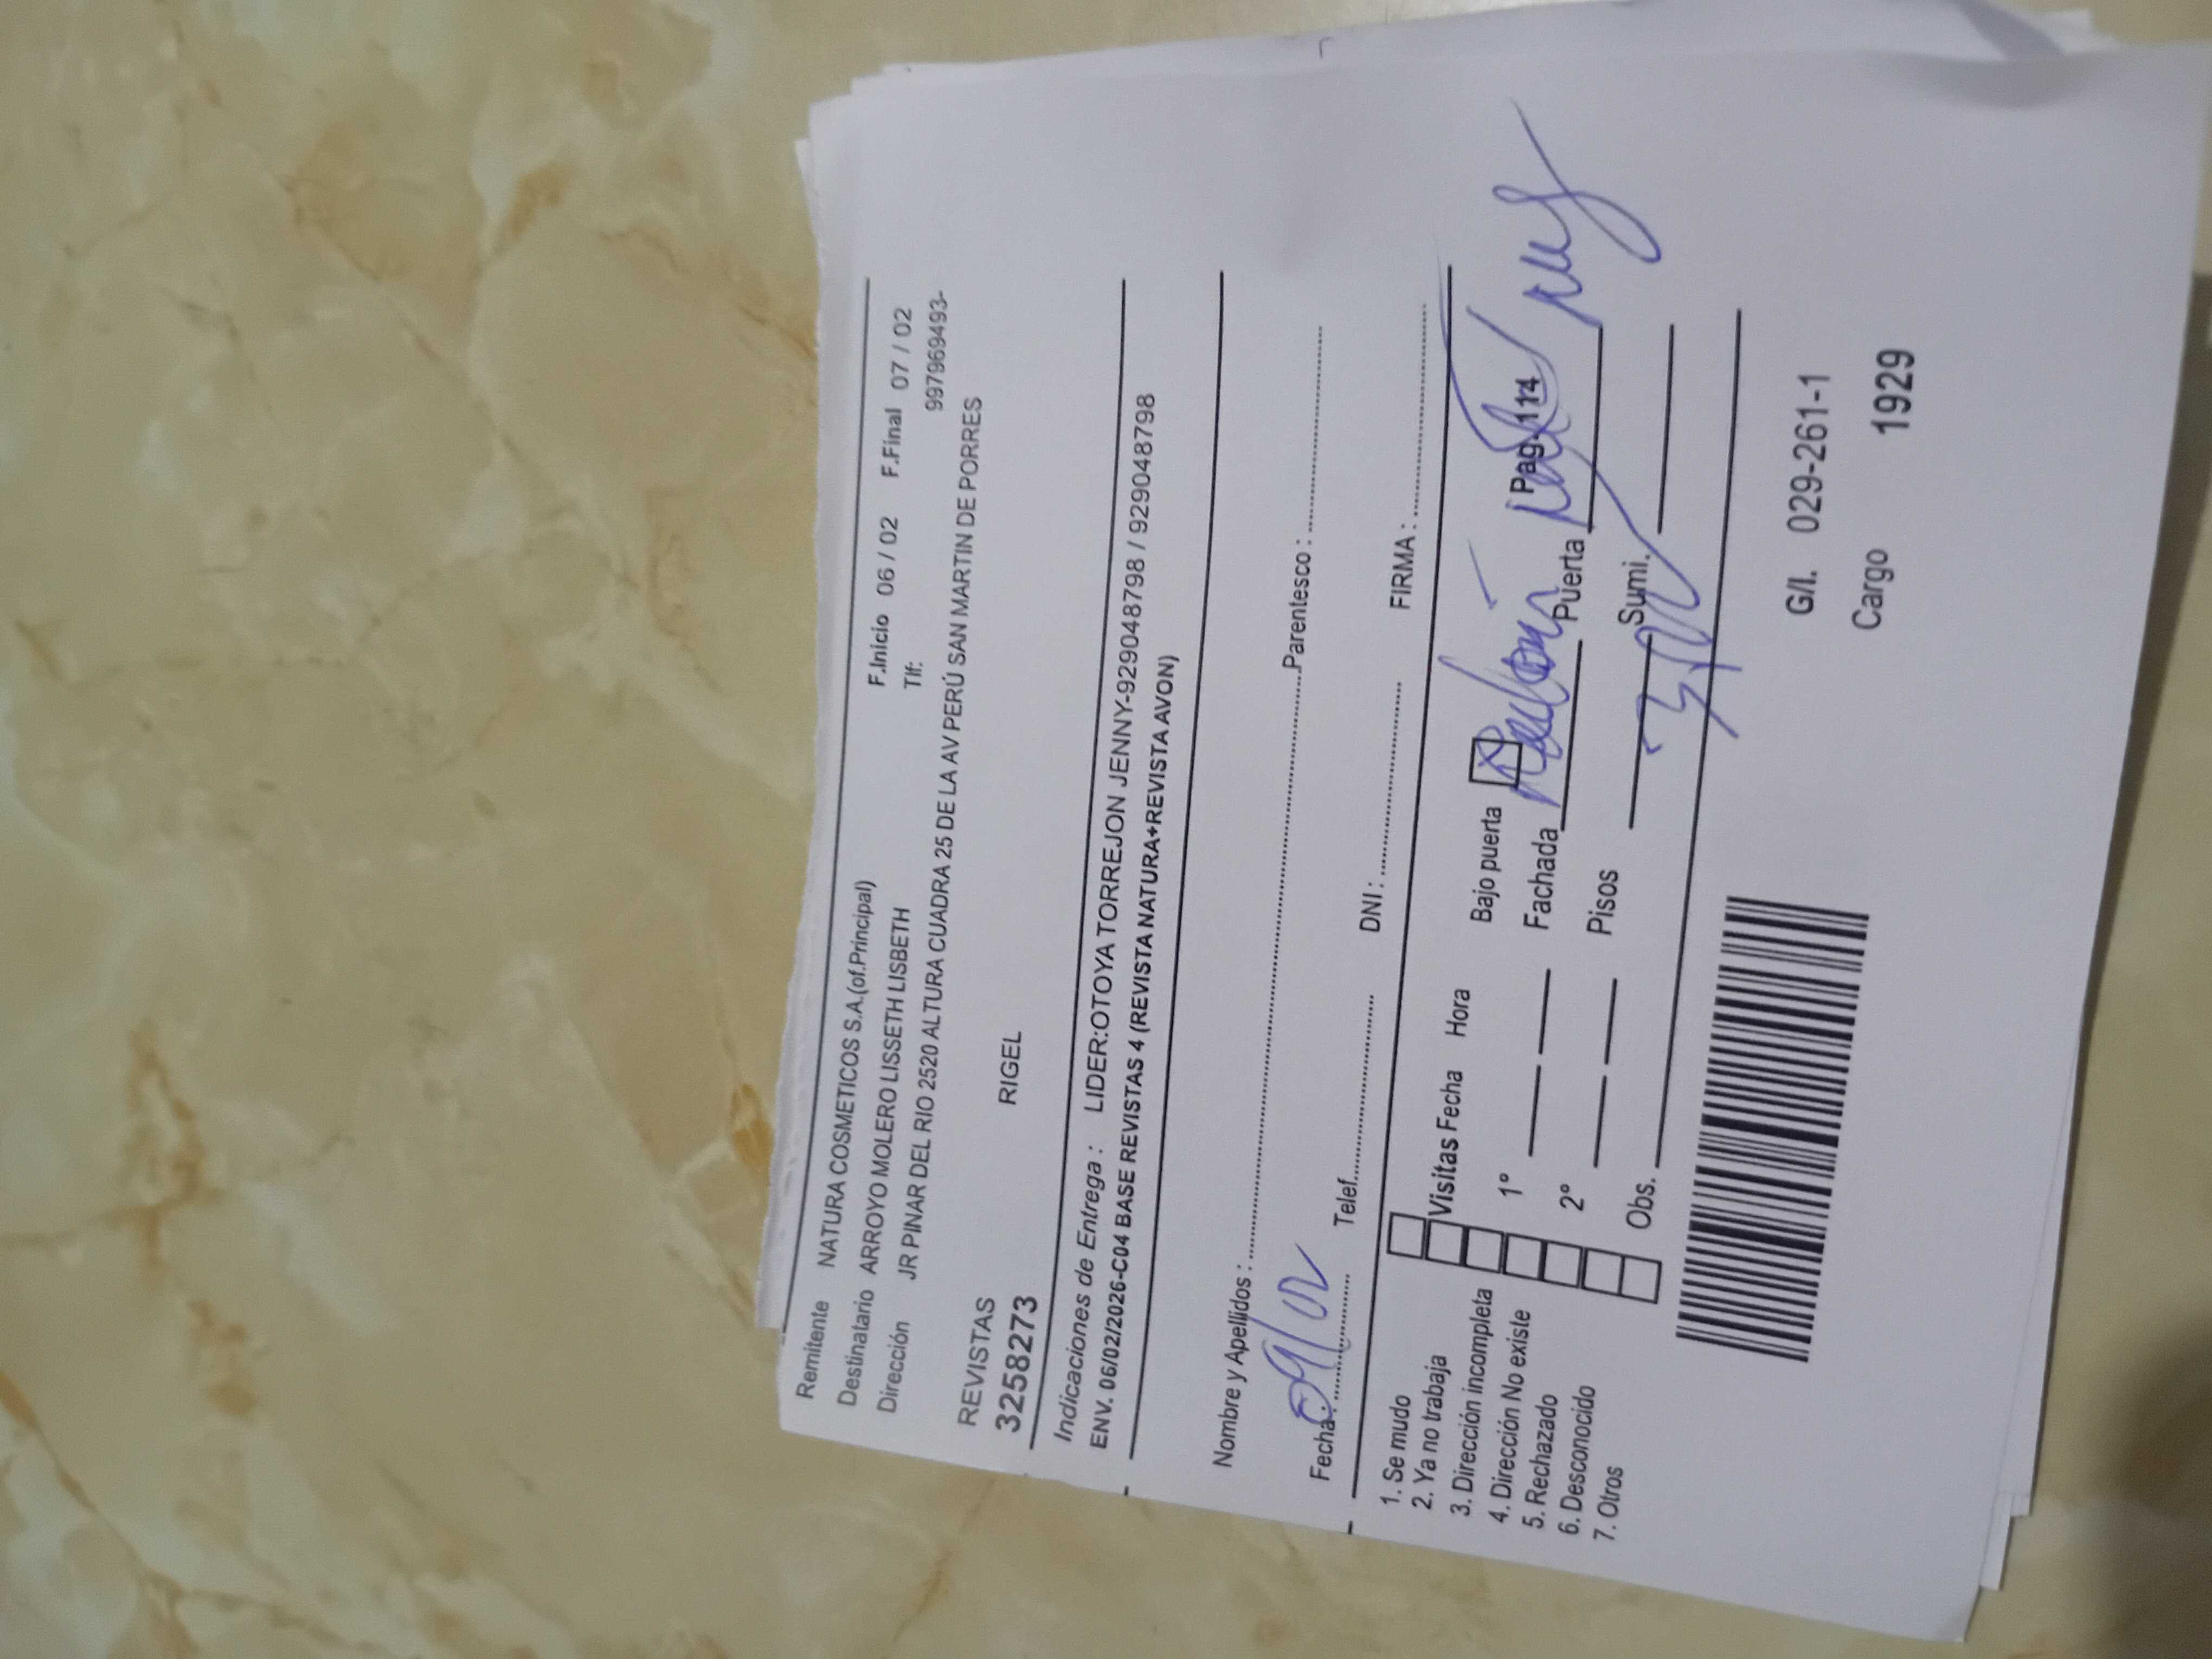 Remitente NATURA COSMETICOS S.A.(of.Principal) F.Inicio 06 / 02 F.Final 07 / 02
Destinatario ARROYO MOLERO LISSETH LISBETH Tlf: 997969493-
Dirección JR PINAR DEL RIO 2520 ALTURA CUADRA 25 DE LA AV PERÚ SAN MARTIN DE PORRES
REVISTAS
3258273 RIGEL
Indicaciones de Entrega : LIDER:OTOYA TORREJON JENNY-929048798 / 929048798
ENV. 06/02/2026-C04 BASE REVISTAS 4 (REVISTA NATURA+REVISTA AVON)
Nombre y Apellidos : Parentesco :
Fecha : 09/02 Telef. DNI : FIRMA :
1. Se mudo
2. Ya no trabaja
3. Dirección incompleta
4. Dirección No existe
5. Rechazado
6. Desconocido
7. Otros
Visitas Fecha Hora
1°
2°
Obs.
Bajo puerta
Fachada Puerta Pag. 114
Pisos Sumi.
G/I. 029-261-1
Cargo 1929